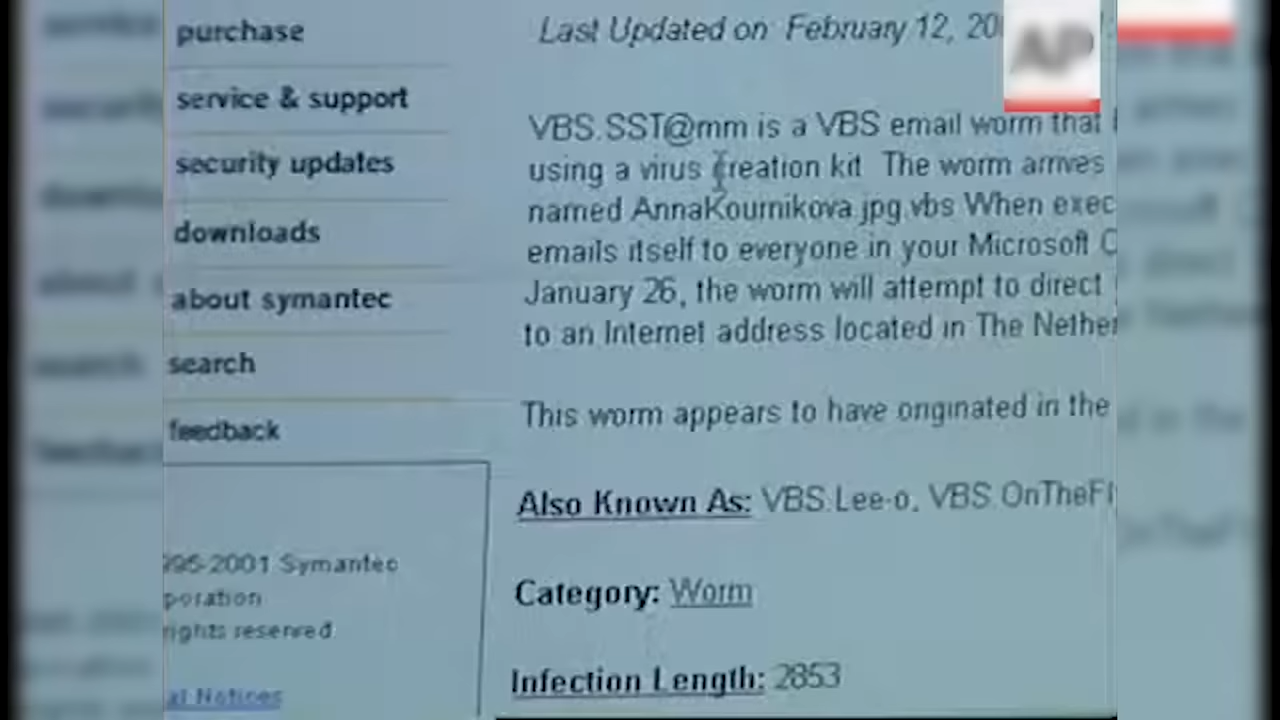 purchase
service & support
security updates
downloads
about symantec
search
feedback
995-2001 Symantec
poration
rights reserved.
al Notices
Last Updated on February 12, 20
AP
VBS.SST@mm is a VBS email worm that
using a virus creation kit. The worm arrives
named AnnaKournikova.jpg.vbs When exec
emails itself to everyone in your Microsoft O
January 26, the worm will attempt to direct
to an Internet address located in The Nether
This worm appears to have originated in the
Also Known As: VBS.Lee-o, VBS.OnTheFl
Category: Worm
Infection Length: 2853